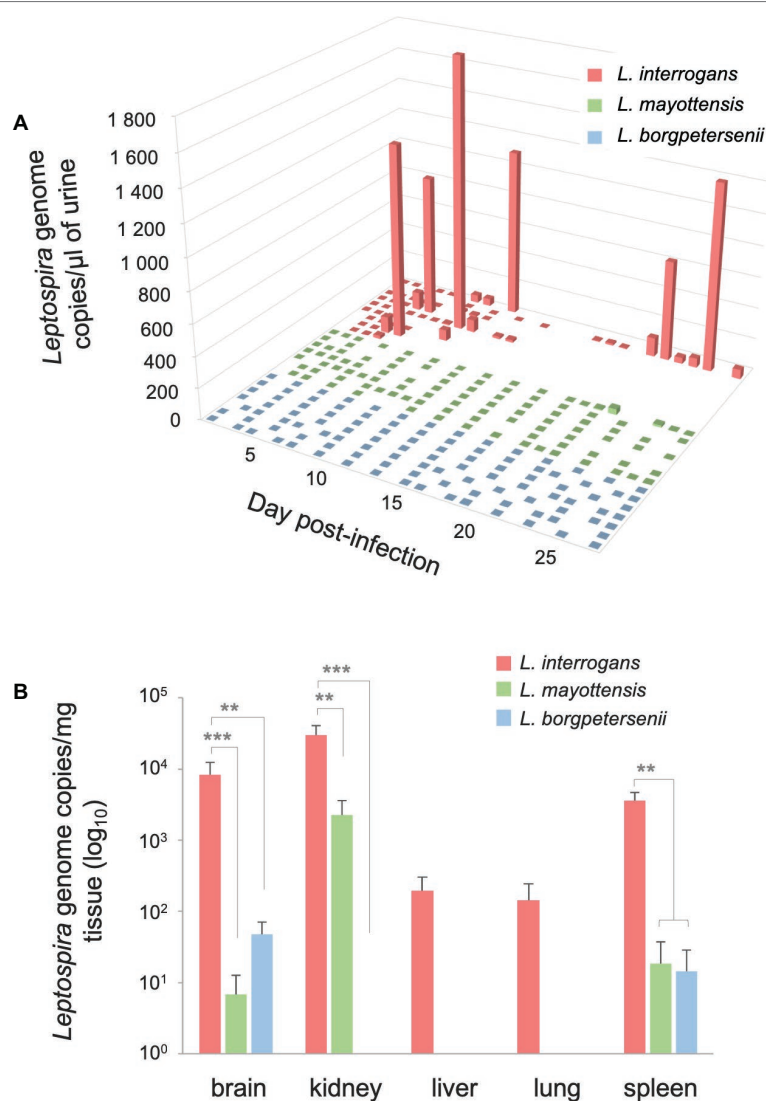 A
Leptospira genome
copies/µl of urine
1 800
1 600
1 400
1 200
1 000
800
600
400
200
0
5
10
15
20
25
Day post-infection
L. interrogans
L. mayottensis
L. borgpetersenii
B
Leptospira genome copies/mg
tissue (log10)
10⁵
10⁴
10³
10²
10¹
10⁰
***
**
***
**
**
L. interrogans
L. mayottensis
L. borgpetersenii
brain kidney liver lung spleen